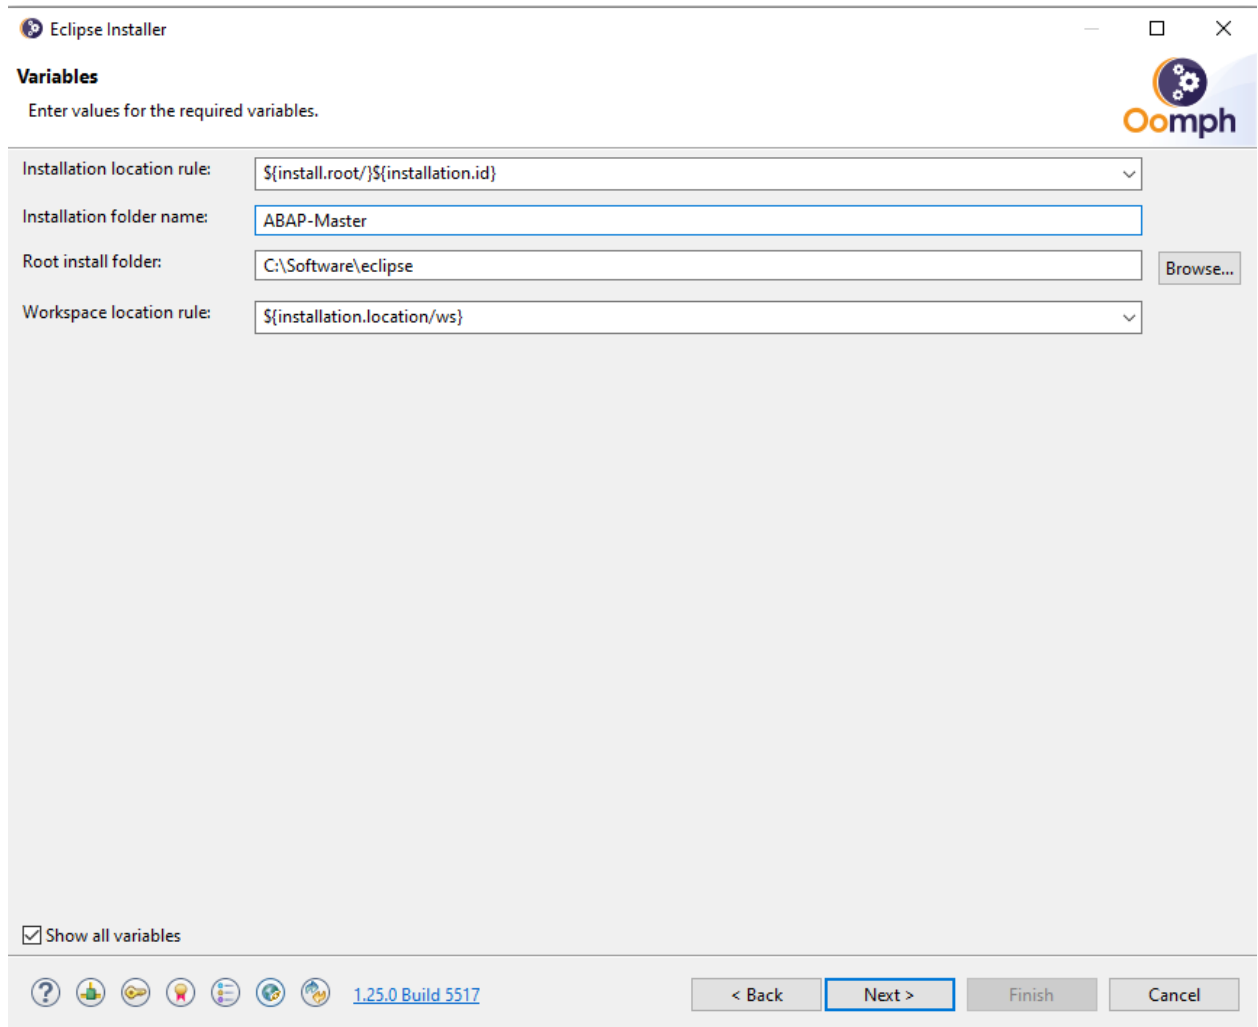 Eclipse Installer
Variables
Enter values for the required variables.
Oomph
Installation location rule: ${install.root/}${installation.id}
Installation folder name: ABAP-Master
Root install folder: C:\Software\eclipse Browse...
Workspace location rule: ${installation.location/ws}
Show all variables
? 1.25.0 Build 5517 < Back Next > Finish Cancel